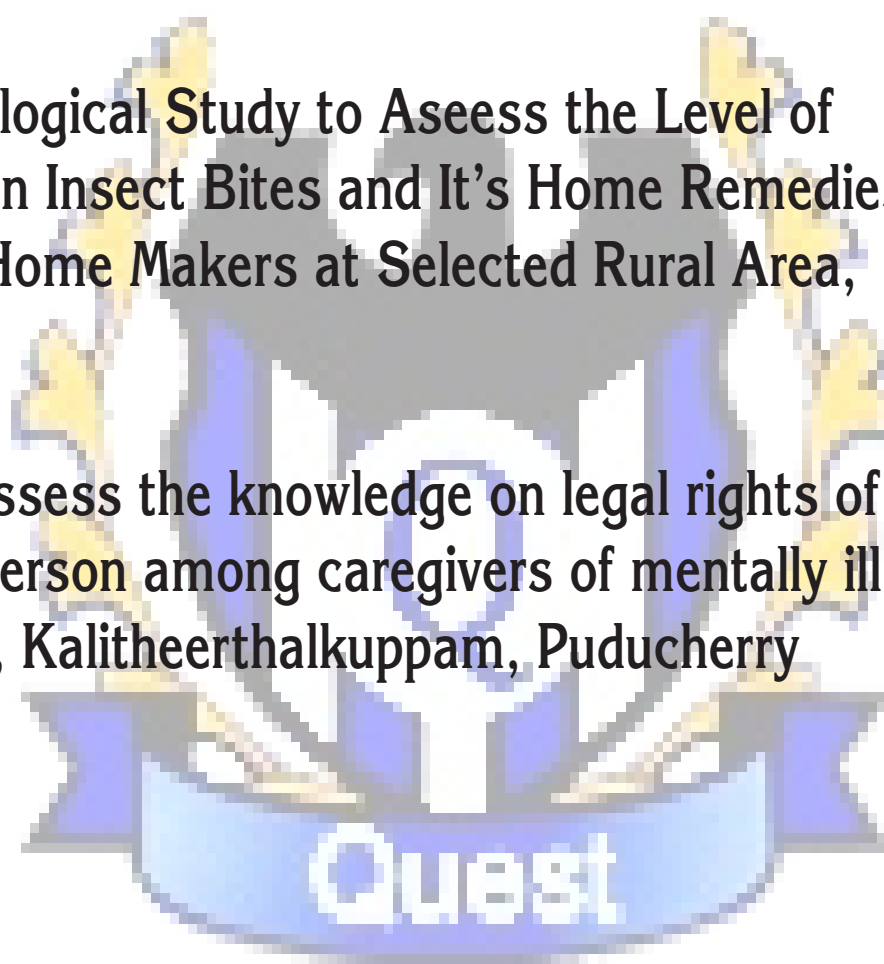 logical Study to Aseess the Level of
n Insect Bites and It's Home Remedies
Home Makers at Selected Rural Area,
ssess the knowledge on legal rights of
erson among caregivers of mentally ill
, Kalitheerthalkuppam, Puducherry
Q
Quest